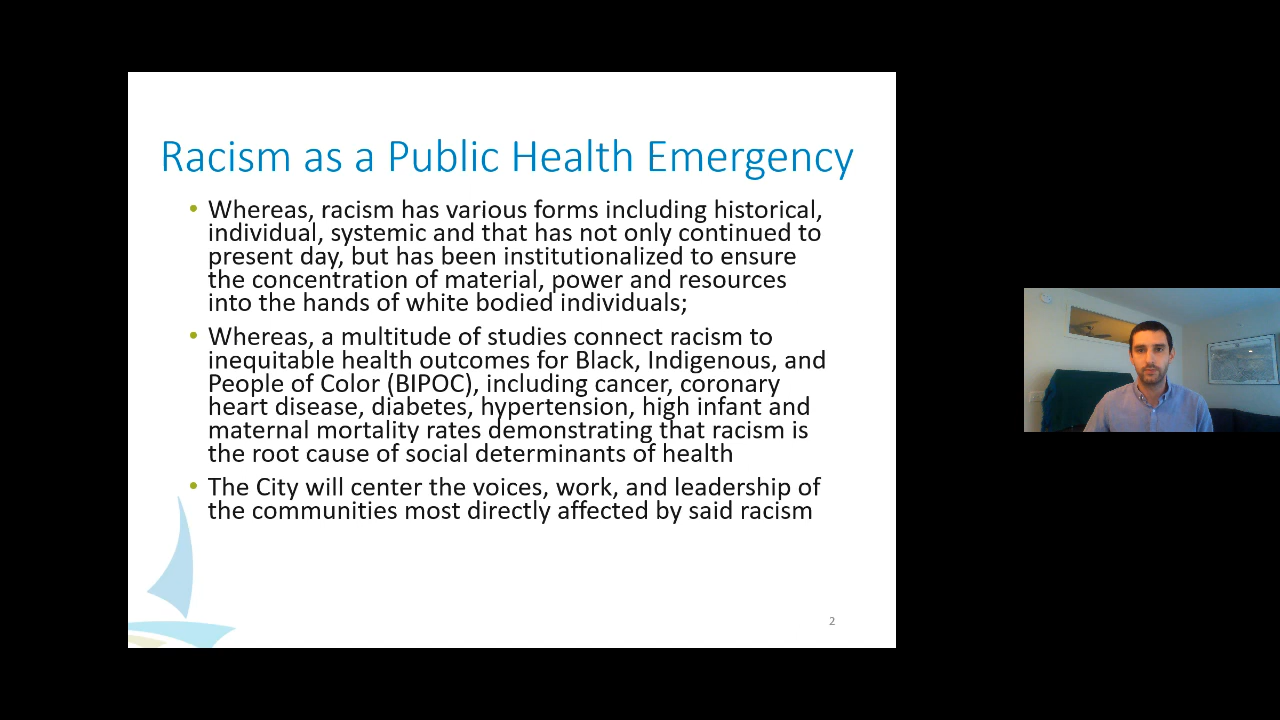 Racism as a Public Health Emergency
• Whereas, racism has various forms including historical,
individual, systemic and that has not only continued to
present day, but has been institutionalized to ensure
the concentration of material, power and resources
into the hands of white bodied individuals;
• Whereas, a multitude of studies connect racism to
inequitable health outcomes for Black, Indigenous, and
People of Color (BIPOC), including cancer, coronary
heart disease, diabetes, hypertension, high infant and
maternal mortality rates demonstrating that racism is
the root cause of social determinants of health
• The City will center the voices, work, and leadership of
the communities most directly affected by said racism
2